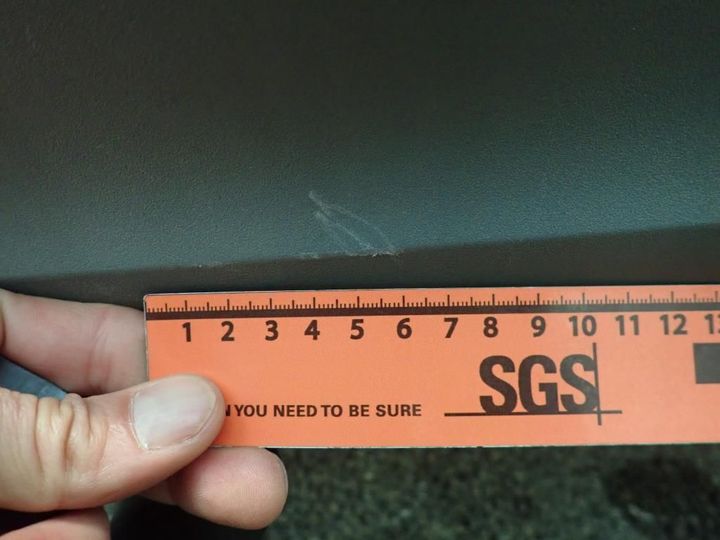 1 2 3 4 5 6 7 8 9 10 11 12
SGS
YOU NEED TO BE SURE